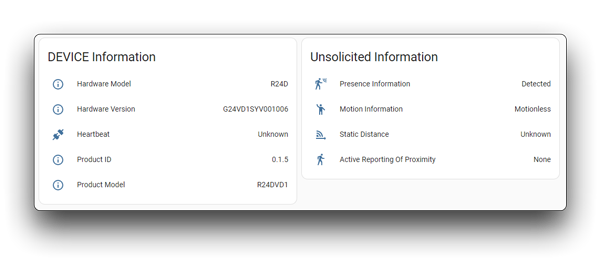 DEVICE Information
Hardware Model R24D
Hardware Version G24VD1SYV001006
Heartbeat Unknown
Product ID 0.1.5
Product Model R24DVD1
Unsolicited Information
Presence Information Detected
Motion Information Motionless
Static Distance Unknown
Active Reporting Of Proximity None